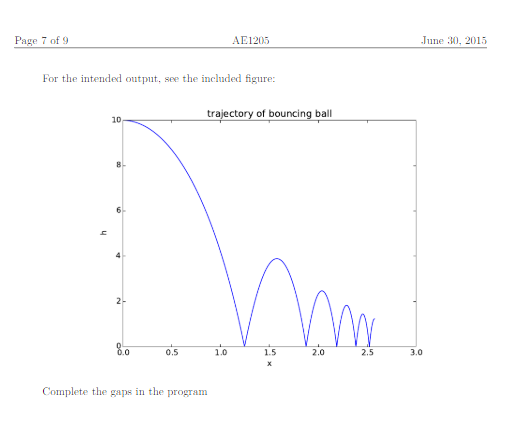 Page 7 of 9 AE1205 June 30, 2015
For the intended output, see the included figure:
trajectory of bouncing ball
10
8
6
h
4
2
0
0.0 0.5 1.0 1.5 2.0 2.5 3.0
x
Complete the gaps in the program